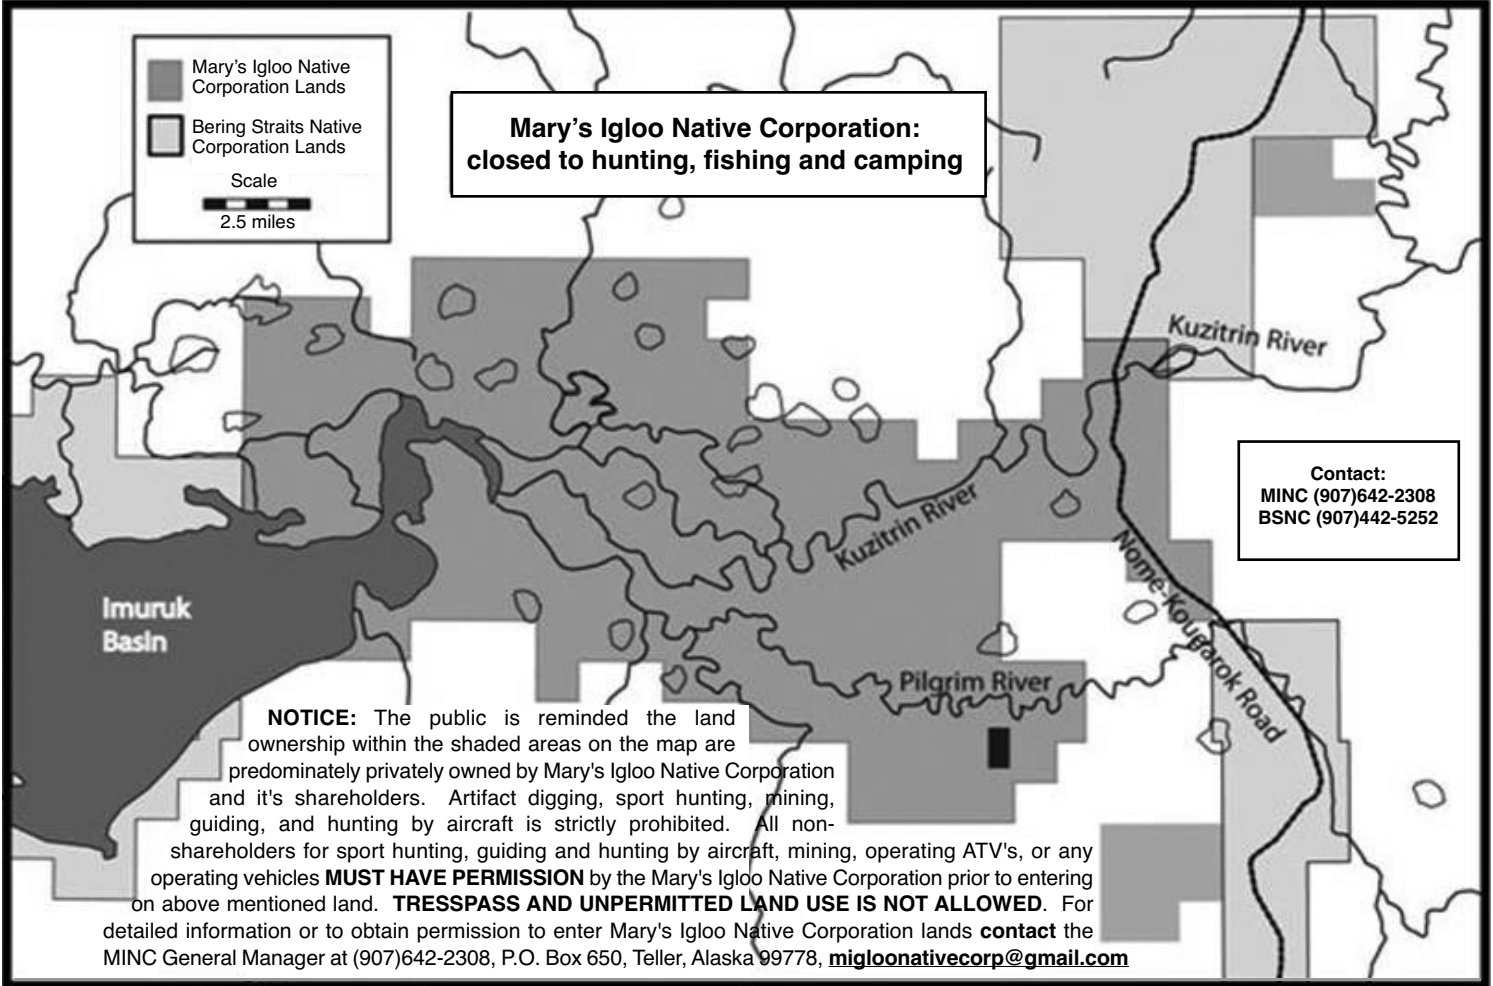 Mary's Igloo Native
Corporation Lands
Bering Straits Native
Corporation Lands
Scale
2.5 miles
Mary's Igloo Native Corporation:
closed to hunting, fishing and camping
Kuzitrin River
Contact:
MINC (907)642-2308
BSNC (907)442-5252
Kuzitrin River
Nome-Kougarok Road
Imuruk
Basin
Pilgrim River
NOTICE: The public is reminded the land
ownership within the shaded areas on the map are
predominately privately owned by Mary's Igloo Native Corporation
and it's shareholders. Artifact digging, sport hunting, mining,
guiding, and hunting by aircraft is strictly prohibited. All non-
shareholders for sport hunting, guiding and hunting by aircraft, mining, operating ATV's, or any
operating vehicles MUST HAVE PERMISSION by the Mary's Igloo Native Corporation prior to entering
on above mentioned land. TRESSPASS AND UNPERMITTED LAND USE IS NOT ALLOWED. For
detailed information or to obtain permission to enter Mary's Igloo Native Corporation lands contact the
MINC General Manager at (907)642-2308, P.O. Box 650, Teller, Alaska 99778, migloonativecorp@gmail.com